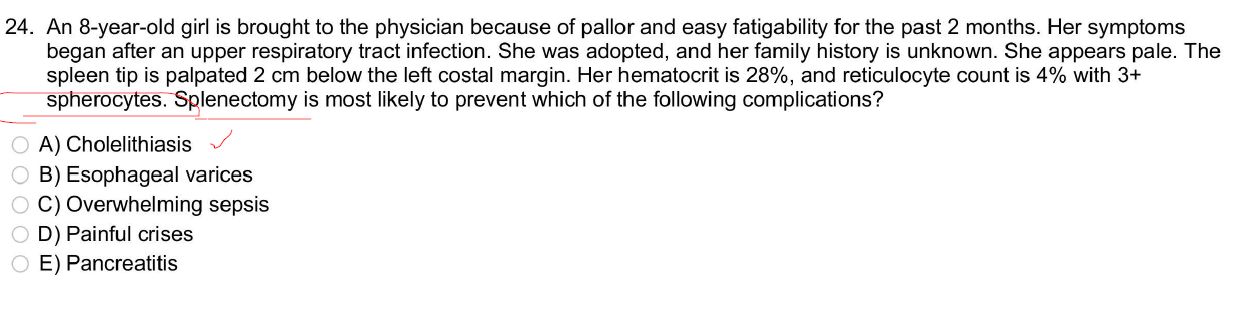 24. An 8-year-old girl is brought to the physician because of pallor and easy fatigability for the past 2 months. Her symptoms
began after an upper respiratory tract infection. She was adopted, and her family history is unknown. She appears pale. The
spleen tip is palpated 2 cm below the left costal margin. Her hematocrit is 28%, and reticulocyte count is 4% with 3+
spherocytes. Splenectomy is most likely to prevent which of the following complications?
A) Cholelithiasis
B) Esophageal varices
C) Overwhelming sepsis
D) Painful crises
E) Pancreatitis